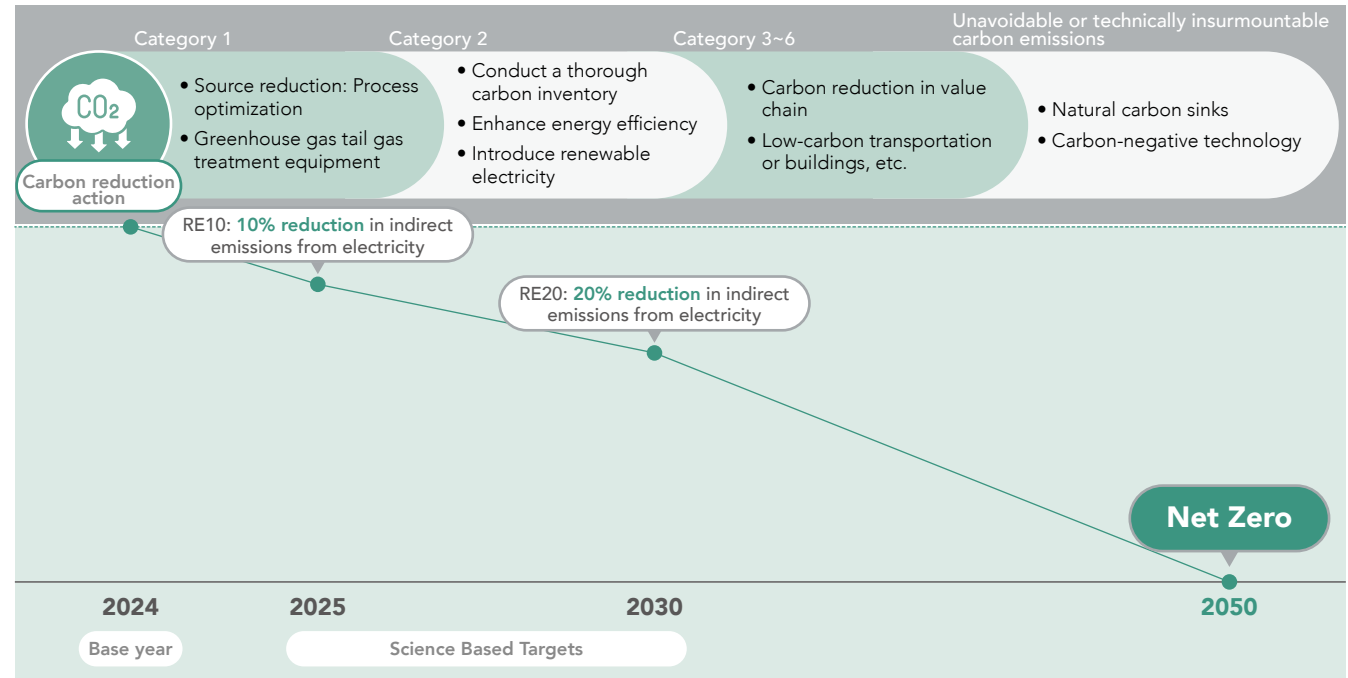 Category 1
Category 2
Category 3~6
Unavoidable or technically insurmountable
carbon emissions
CO2
Carbon reduction
action
• Source reduction: Process
optimization
• Greenhouse gas tail gas
treatment equipment
• Conduct a thorough
carbon inventory
• Enhance energy efficiency
• Introduce renewable
electricity
• Carbon reduction in value
chain
• Low-carbon transportation
or buildings, etc.
• Natural carbon sinks
• Carbon-negative technology
RE10: 10% reduction in indirect
emissions from electricity
RE20: 20% reduction in indirect
emissions from electricity
Net Zero
2024
2025
2030
2050
Base year
Science Based Targets